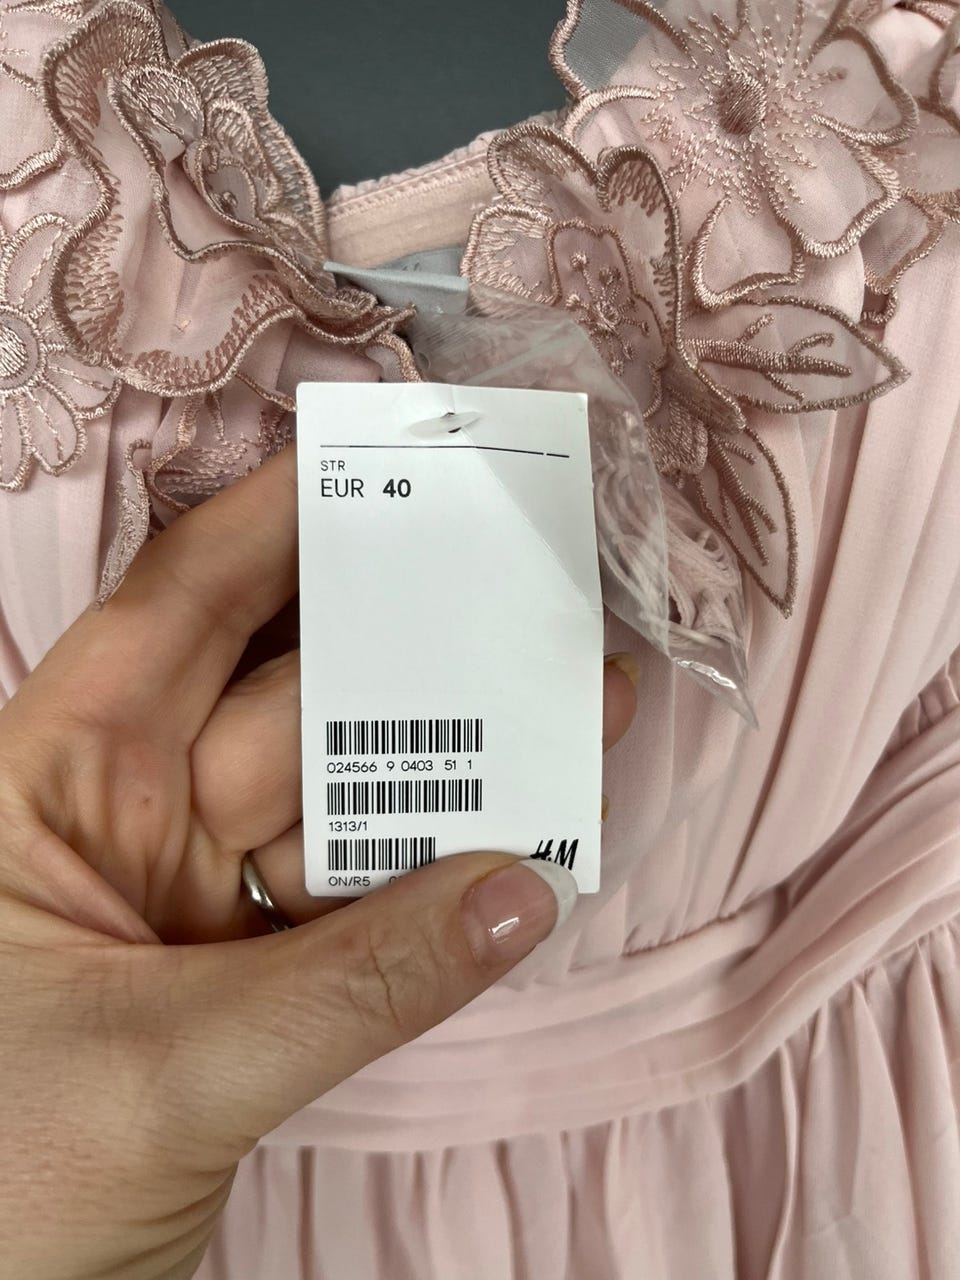 STR
EUR 40
024566 9 0403 51 1
1313/1
H&M
ON/R5